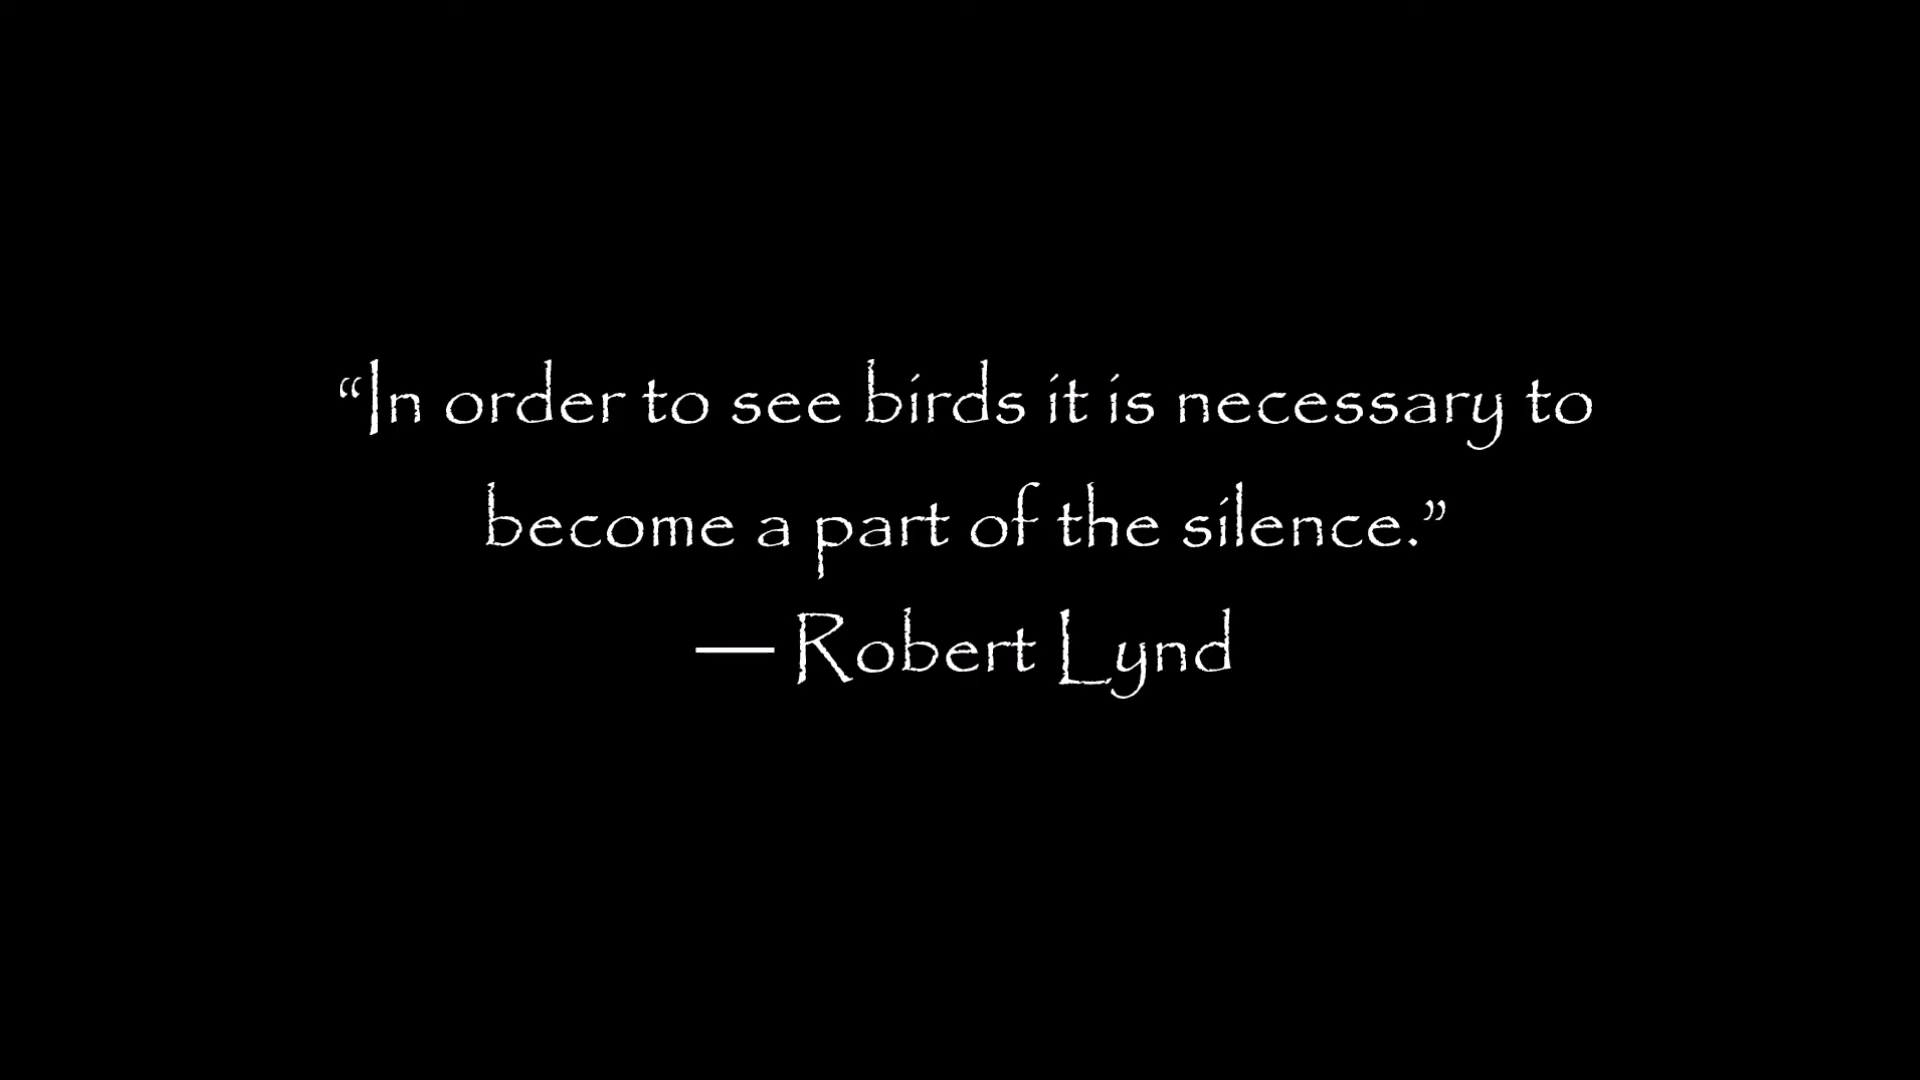 “In order to see birds it is necessary to
become a part of the silence.”
— Robert Lynd